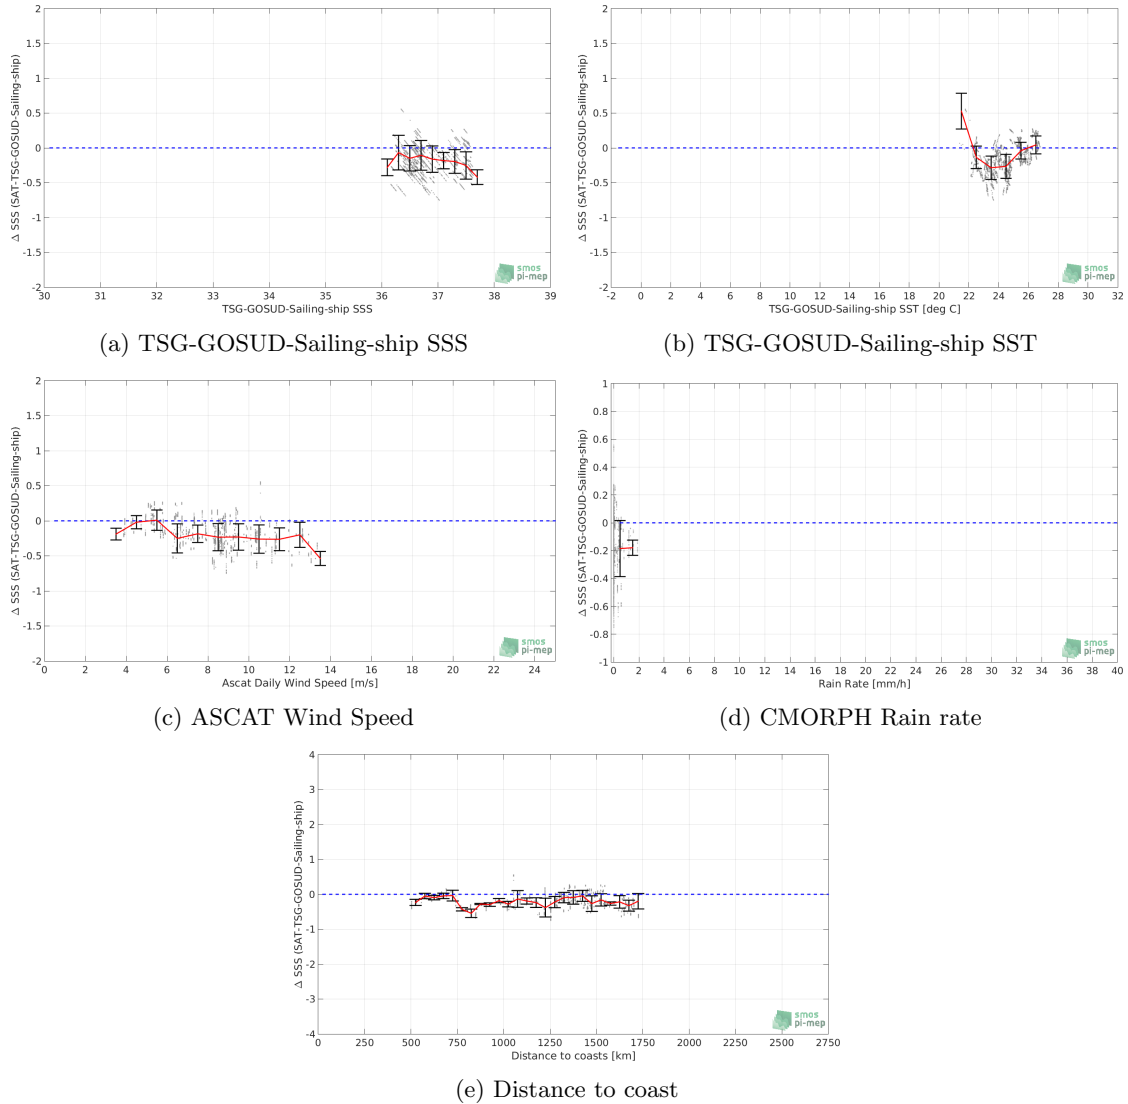 2
1.5
1
0.5
0
-0.5
-1
-1.5
-2
Δ SSS (SAT-TSG-GOSUD-Sailing-ship)
30 31 32 33 34 35 36 37 38 39
TSG-GOSUD-Sailing-ship SSS
smos
pi-mep
(a) TSG-GOSUD-Sailing-ship SSS
2
1.5
1
0.5
0
-0.5
-1
-1.5
-2
Δ SSS (SAT-TSG-GOSUD-Sailing-ship)
-2 0 2 4 6 8 10 12 14 16 18 20 22 24 26 28 30 32
TSG-GOSUD-Sailing-ship SST [deg C]
smos
pi-mep
(b) TSG-GOSUD-Sailing-ship SST
2
1.5
1
0.5
0
-0.5
-1
-1.5
-2
Δ SSS (SAT-TSG-GOSUD-Sailing-ship)
0 2 4 6 8 10 12 14 16 18 20 22 24
Ascat Daily Wind Speed [m/s]
smos
pi-mep
(c) ASCAT Wind Speed
1
0.8
0.6
0.4
0.2
0
-0.2
-0.4
-0.6
-0.8
-1
Δ SSS (SAT-TSG-GOSUD-Sailing-ship)
0 2 4 6 8 10 12 14 16 18 20 22 24 26 28 30 32 34 36 38 40
Rain Rate [mm/h]
smos
pi-mep
(d) CMORPH Rain rate
4
3
2
1
0
-1
-2
-3
-4
Δ SSS (SAT-TSG-GOSUD-Sailing-ship)
0 250 500 750 1000 1250 1500 1750 2000 2250 2500 2750
Distance to coasts [km]
smos
pi-mep
(e) Distance to coast